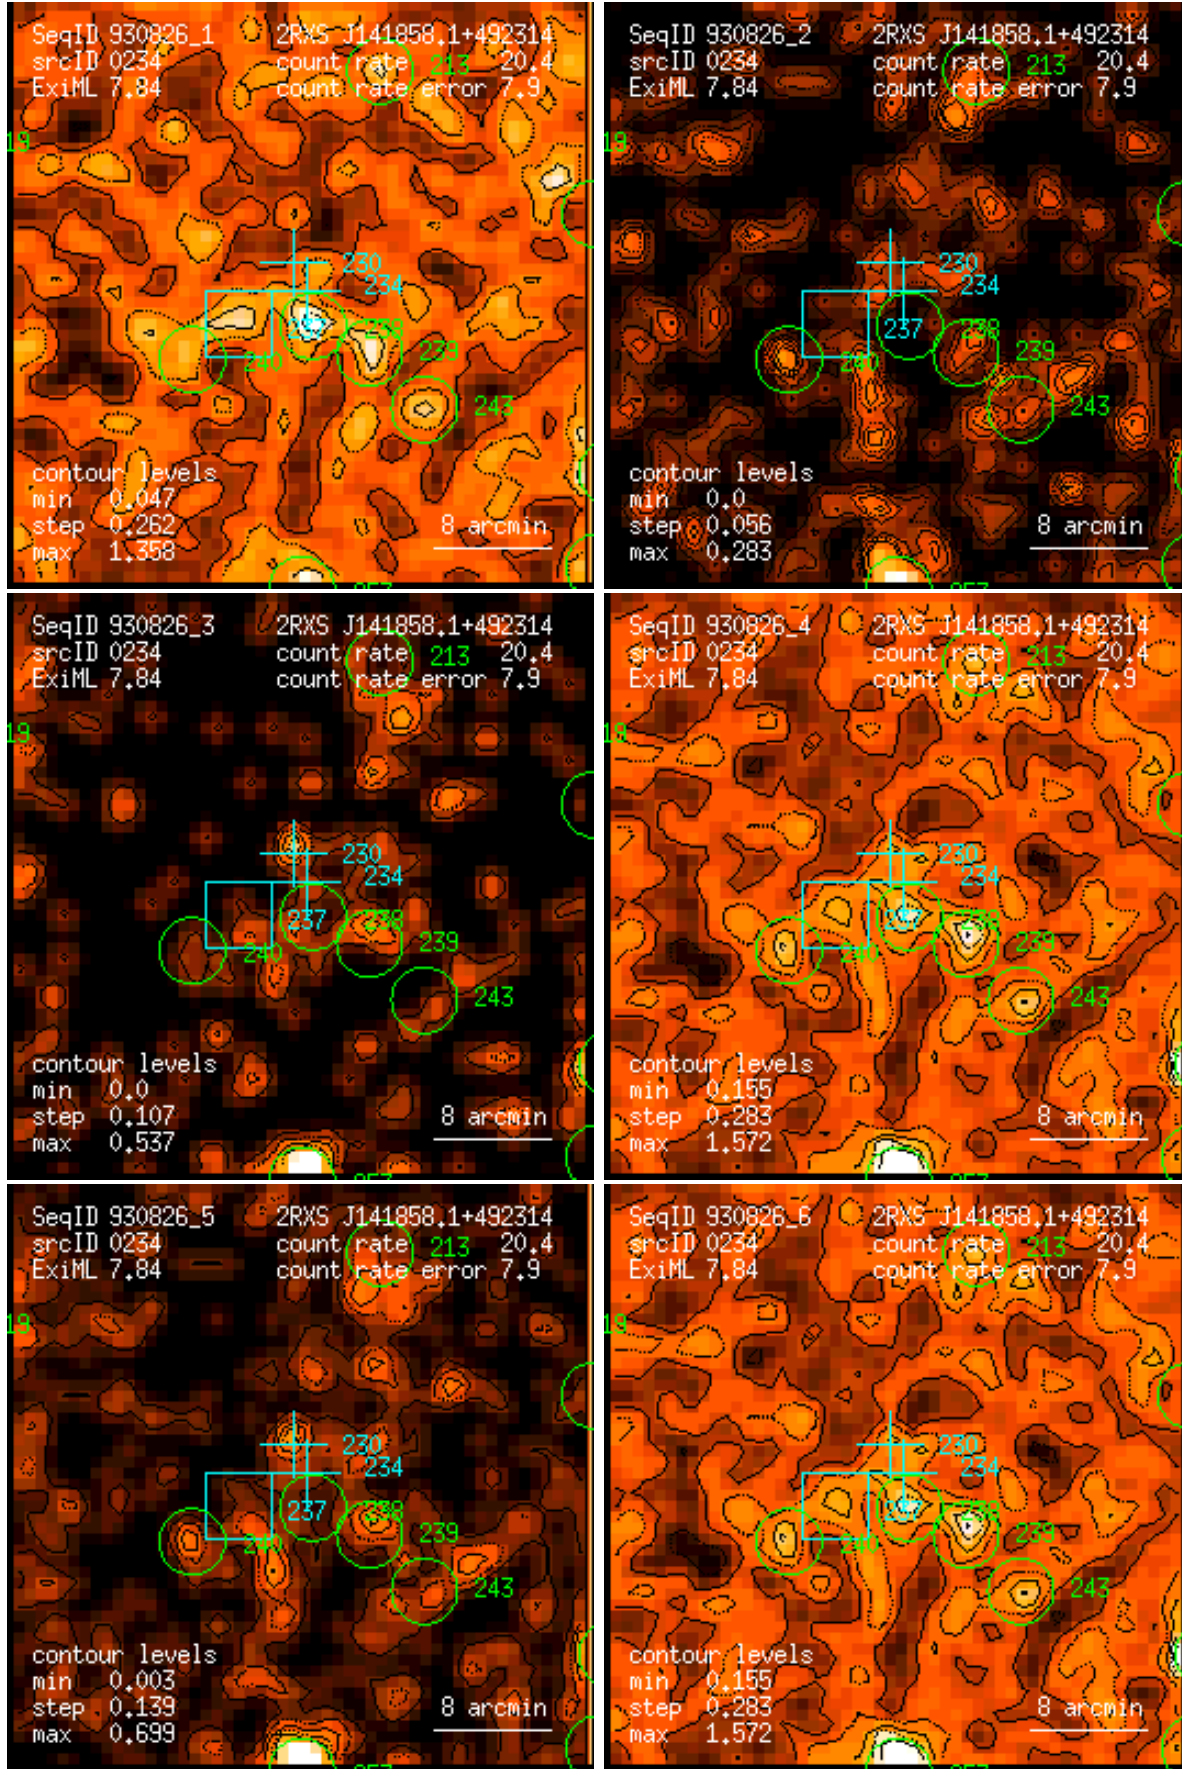 SeqID 930826_1 2RXS J141858.1+492314
srcID 0234 count rate 213 20.4
ExiML 7.84 count rate error 7.9
19
230
234
237 238
240 239
243
contour levels
min 0.047
step 0.262 8 arcmin
max 1.358
257
SeqID 930826_2 2RXS J141858.1+492314
srcID 0234 count rate 213 20.4
ExiML 7.84 count rate error 7.9
19
230
234
237 238
240 239
243
contour levels
min 0.0
step 0.056 8 arcmin
max 0.283
257
SeqID 930826_3 2RXS J141858.1+492314
srcID 0234 count rate 213 20.4
ExiML 7.84 count rate error 7.9
19
230
234
237 238
240 239
243
contour levels
min 0.0
step 0.107 8 arcmin
max 0.537
257
SeqID 930826_4 2RXS J141858.1+492314
srcID 0234 count rate 213 20.4
ExiML 7.84 count rate error 7.9
19
230
234
237 238
240 239
243
contour levels
min 0.155
step 0.283 8 arcmin
max 1.572
257
SeqID 930826_5 2RXS J141858.1+492314
srcID 0234 count rate 213 20.4
ExiML 7.84 count rate error 7.9
19
230
234
237 238
240 239
243
contour levels
min 0.003
step 0.139 8 arcmin
max 0.699
257
SeqID 930826_6 2RXS J141858.1+492314
srcID 0234 count rate 213 20.4
ExiML 7.84 count rate error 7.9
19
230
234
237 238
240 239
243
contour levels
min 0.155
step 0.283 8 arcmin
max 1.572
257